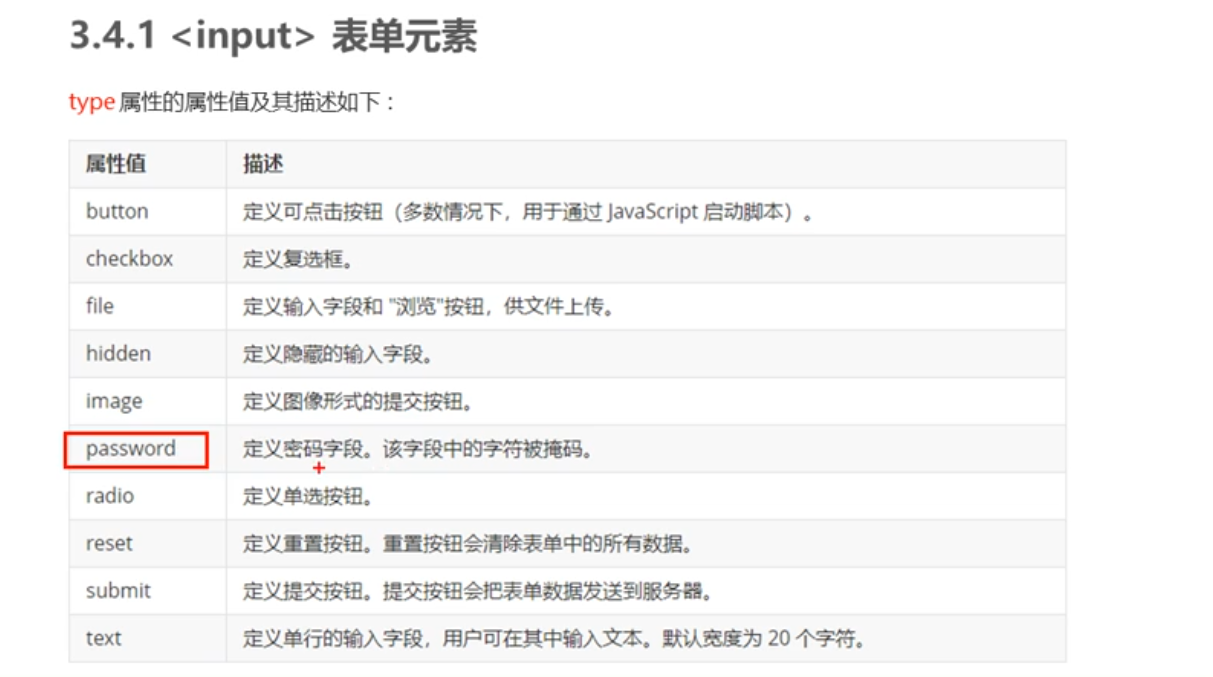 3.4.1 <input> 表单元素
type 属性的属性值及其描述如下：
属性值 描述
button 定义可点击按钮（多数情况下，用于通过 JavaScript 启动脚本）。
checkbox 定义复选框。
file 定义输入字段和 "浏览"按钮，供文件上传。
hidden 定义隐藏的输入字段。
image 定义图像形式的提交按钮。
password 定义密码字段。该字段中的字符被掩码。
radio 定义单选按钮。
reset 定义重置按钮。重置按钮会清除表单中的所有数据。
submit 定义提交按钮。提交按钮会把表单数据发送到服务器。
text 定义单行的输入字段，用户可在其中输入文本。默认宽度为 20 个字符。